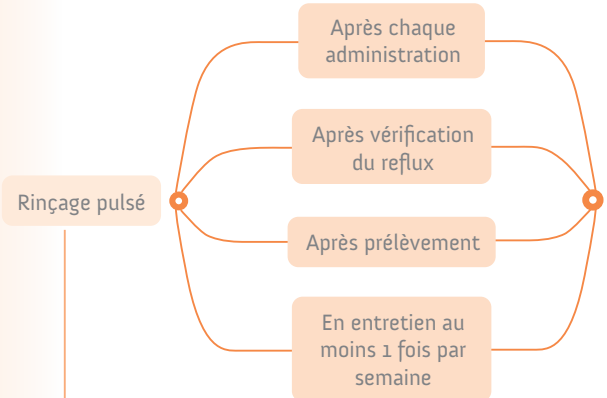 Après chaque
administration
Après vérification
du reflux
Rinçage pulsé
Après prélèvement
En entretien au
moins 1 fois par
semaine